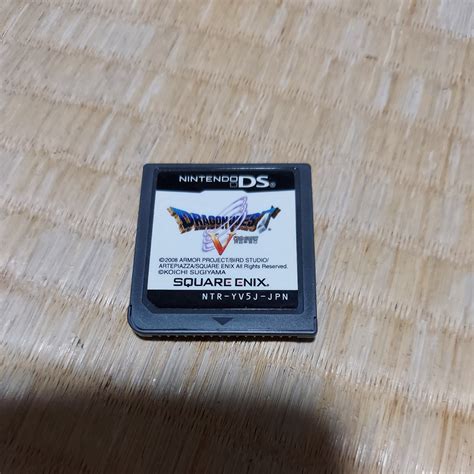 NINTENDO DS
DRAGON QUEST
V
©2008 ARMOR PROJECT/BIRD STUDIO/
ARTEPIAZZA/SQUARE ENIX All Rights Reserved.
©KOICHI SUGIYAMA
SQUARE ENIX.
NTR-YV5J-JPN